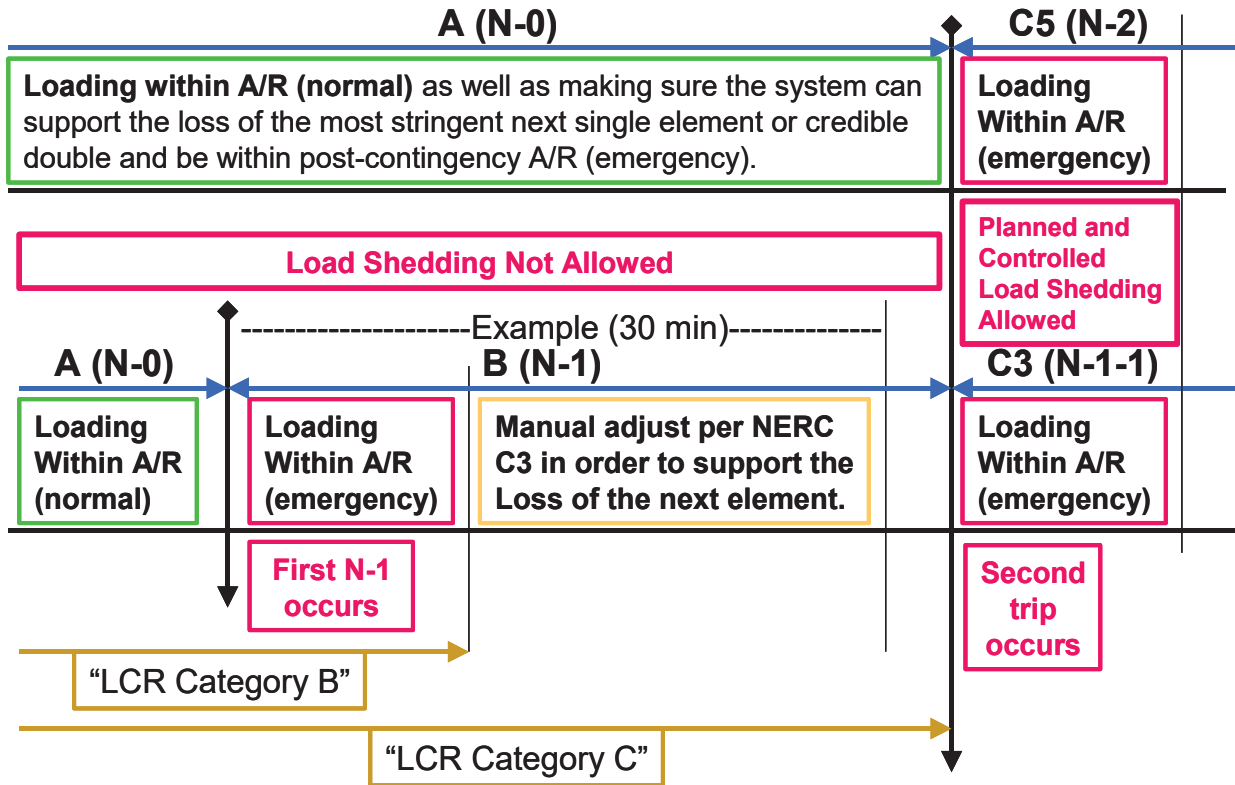 A (N-0)
C5 (N-2)
Loading within A/R (normal) as well as making sure the system can
support the loss of the most stringent next single element or credible
double and be within post-contingency A/R (emergency).
Loading
Within A/R
(emergency)
Load Shedding Not Allowed
Planned and
Controlled
Load Shedding
Allowed
---------------------Example (30 min)--------------
A (N-0)
B (N-1)
C3 (N-1-1)
Loading
Within A/R
(normal)
Loading
Within A/R
(emergency)
Manual adjust per NERC
C3 in order to support the
Loss of the next element.
Loading
Within A/R
(emergency)
First N-1
occurs
Second
trip
occurs
“LCR Category B”
“LCR Category C”